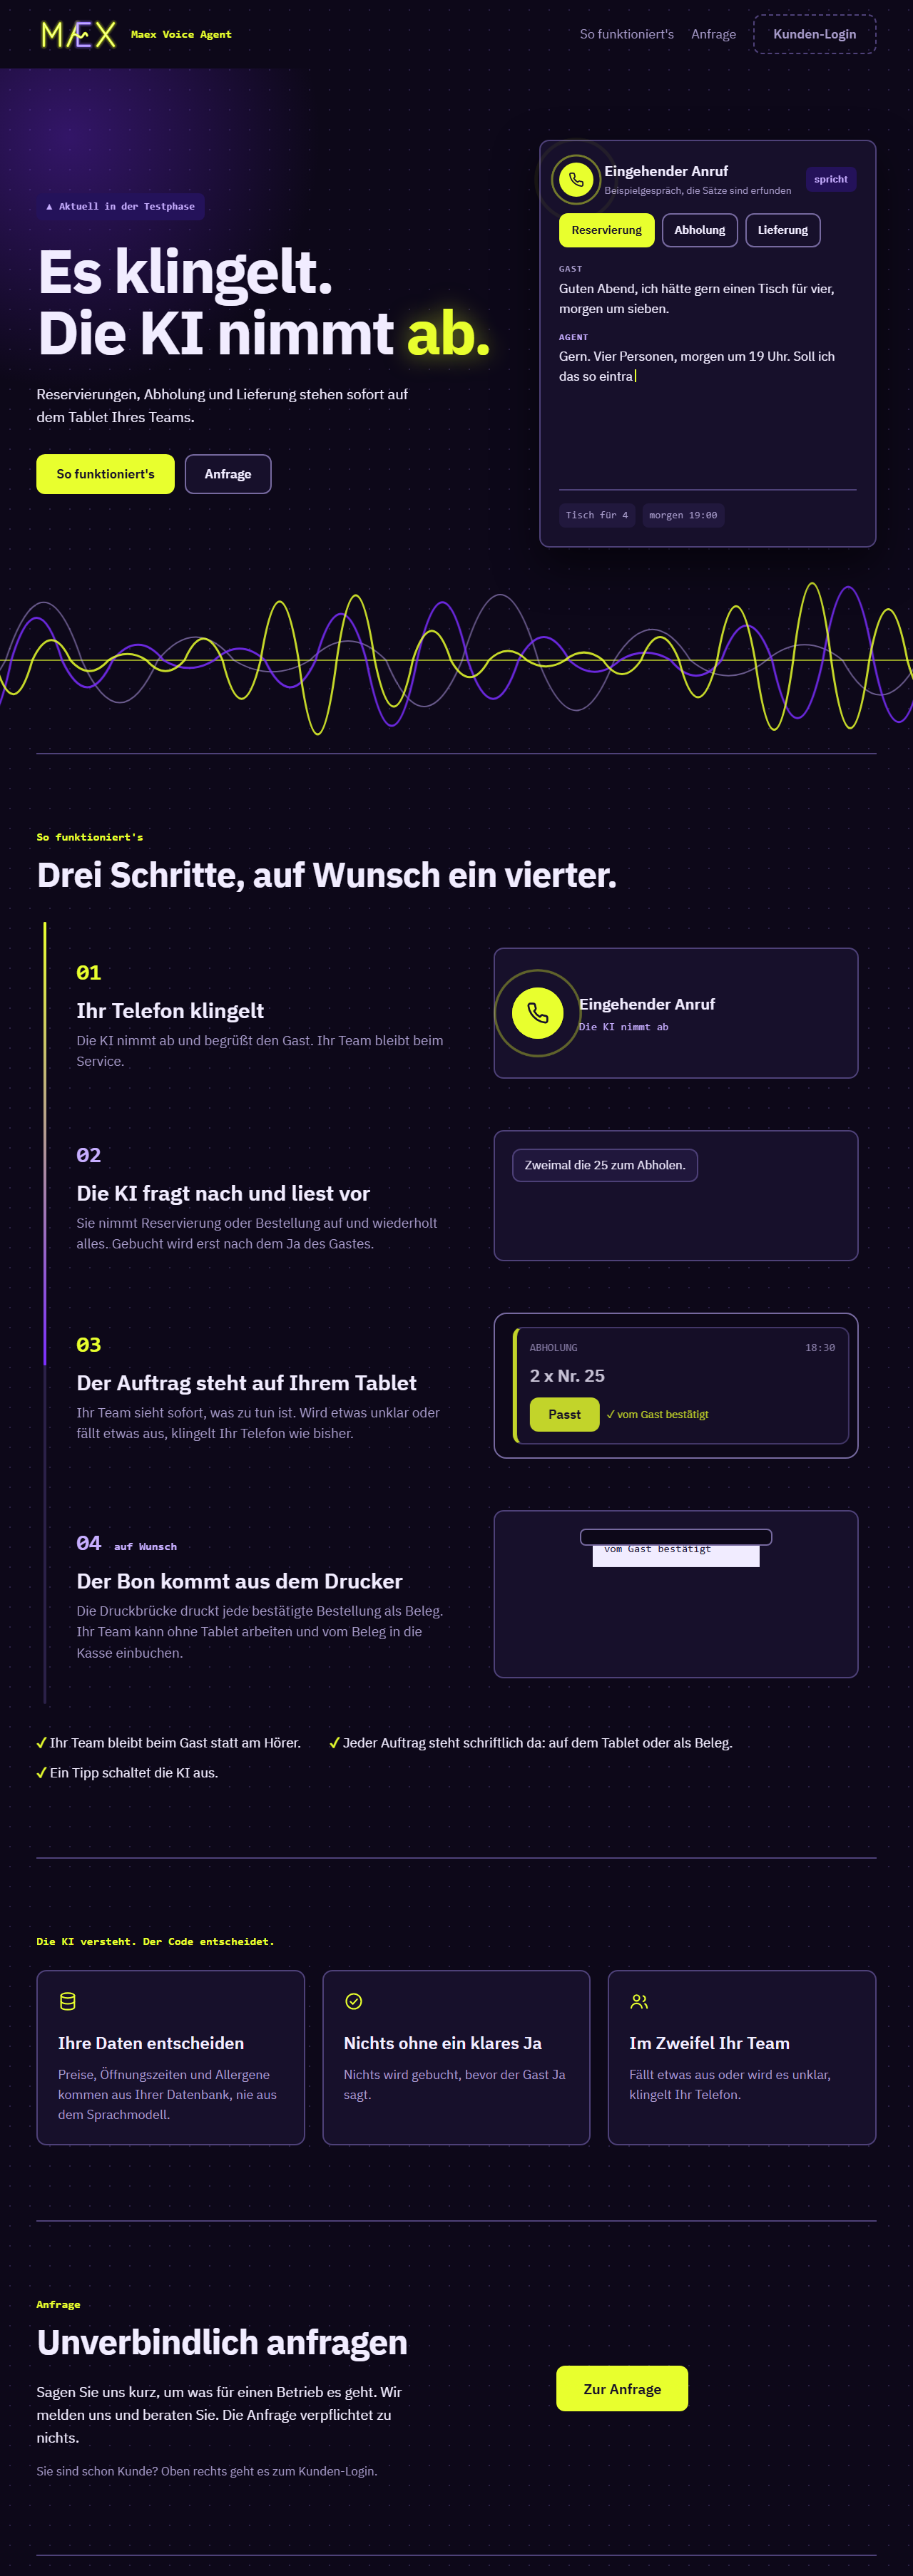 MÆX Maex Voice Agent
So funktioniert's Anfrage Kunden-Login
▲ Aktuell in der Testphase
Es klingelt.
Die KI nimmt ab.
Reservierungen, Abholung und Lieferung stehen sofort auf
dem Tablet Ihres Teams.
So funktioniert's Anfrage
Eingehender Anruf
Beispielgespräch, die Sätze sind erfunden
spricht
Reservierung Abholung Lieferung
GAST
Guten Abend, ich hätte gern einen Tisch für vier,
morgen um sieben.
AGENT
Gern. Vier Personen, morgen um 19 Uhr. Soll ich
das so eintra
Tisch für 4 morgen 19:00
So funktioniert's
Drei Schritte, auf Wunsch ein vierter.
01
Ihr Telefon klingelt
Die KI nimmt ab und begrüßt den Gast. Ihr Team bleibt beim
Service.
Eingehender Anruf
Die KI nimmt ab
02
Die KI fragt nach und liest vor
Sie nimmt Reservierung oder Bestellung auf und wiederholt
alles. Gebucht wird erst nach dem Ja des Gastes.
Zweimal die 25 zum Abholen.
03
Der Auftrag steht auf Ihrem Tablet
Ihr Team sieht sofort, was zu tun ist. Wird etwas unklar oder
fällt etwas aus, klingelt Ihr Telefon wie bisher.
ABHOLUNG 18:30
2 x Nr. 25
Passt ✓ vom Gast bestätigt
04 auf Wunsch
Der Bon kommt aus dem Drucker
Die Druckbrücke druckt jede bestätigte Bestellung als Beleg.
Ihr Team kann ohne Tablet arbeiten und vom Beleg in die
Kasse einbuchen.
vom Gast bestätigt
✓ Ihr Team bleibt beim Gast statt am Hörer. ✓ Jeder Auftrag steht schriftlich da: auf dem Tablet oder als Beleg.
✓ Ein Tipp schaltet die KI aus.
Die KI versteht. Der Code entscheidet.
Ihre Daten entscheiden
Preise, Öffnungszeiten und Allergene
kommen aus Ihrer Datenbank, nie aus
dem Sprachmodell.
Nichts ohne ein klares Ja
Nichts wird gebucht, bevor der Gast Ja
sagt.
Im Zweifel Ihr Team
Fällt etwas aus oder wird es unklar,
klingelt Ihr Telefon.
Anfrage
Unverbindlich anfragen
Sagen Sie uns kurz, um was für einen Betrieb es geht. Wir
melden uns und beraten Sie. Die Anfrage verpflichtet zu
nichts.
Sie sind schon Kunde? Oben rechts geht es zum Kunden-Login.
Zur Anfrage